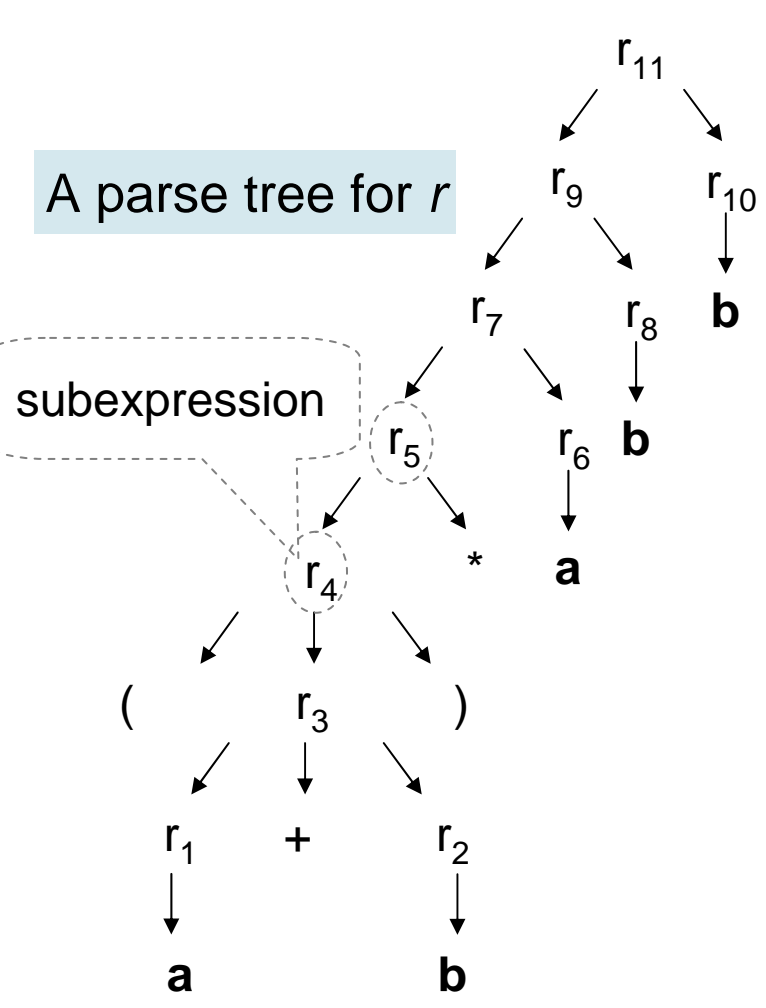 r₁₁
A parse tree for r
r₉ r₁₀
r₇ r₈ b
subexpression
r₅ r₆ b
r₄ * a
( r₃ )
r₁ + r₂
a b